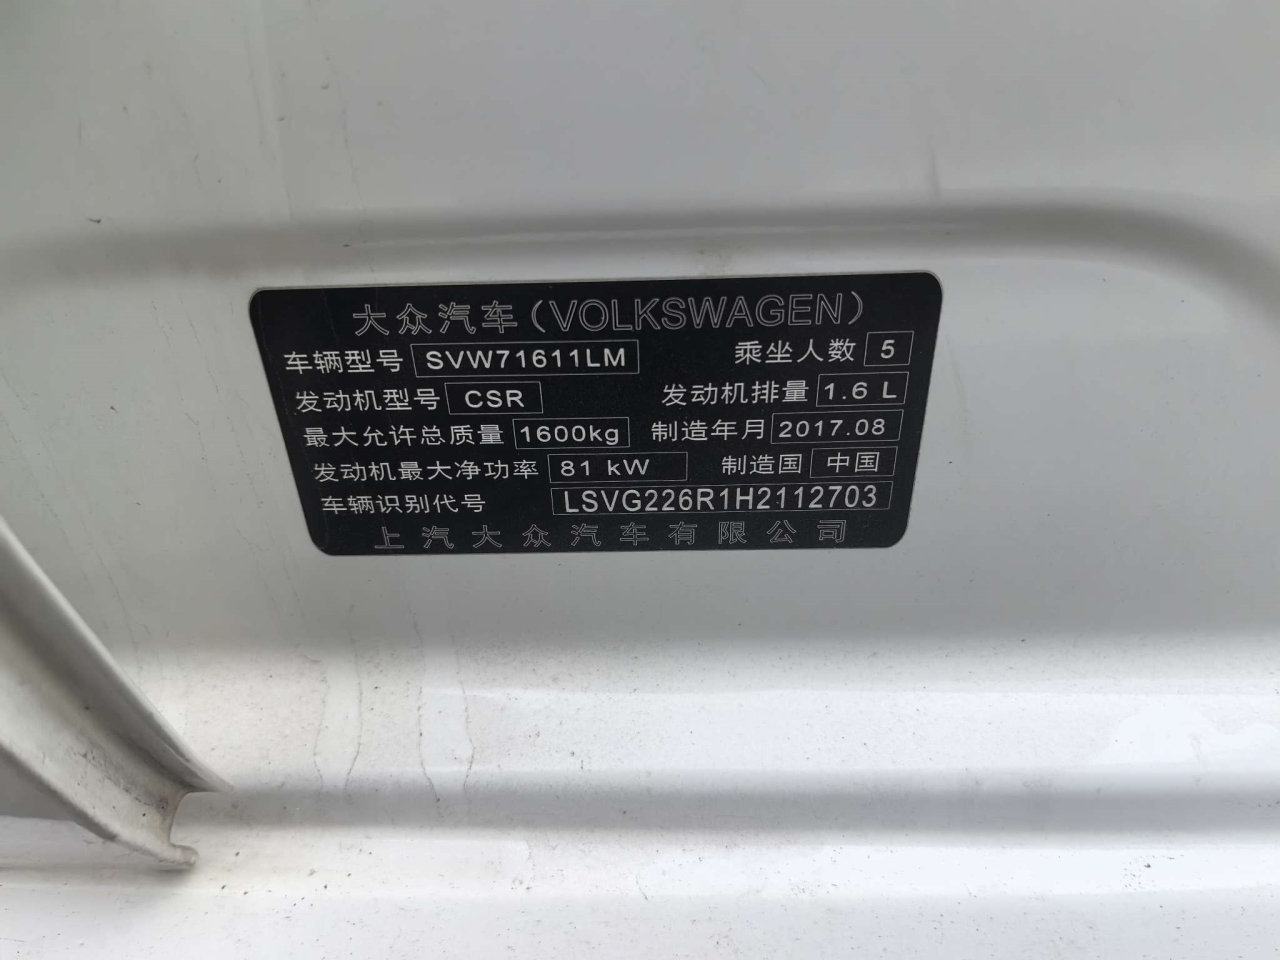 大众汽车(VOLKSWAGEN)
车辆型号 SVW71611LM 乘坐人数 5
发动机型号 CSR 发动机排量 1.6 L
最大允许总质量 1600kg 制造年月 2017.08
发动机最大净功率 81 kW 制造国 中国
车辆识别代号 LSVG226R1H2112703
上汽大众汽车有限公司